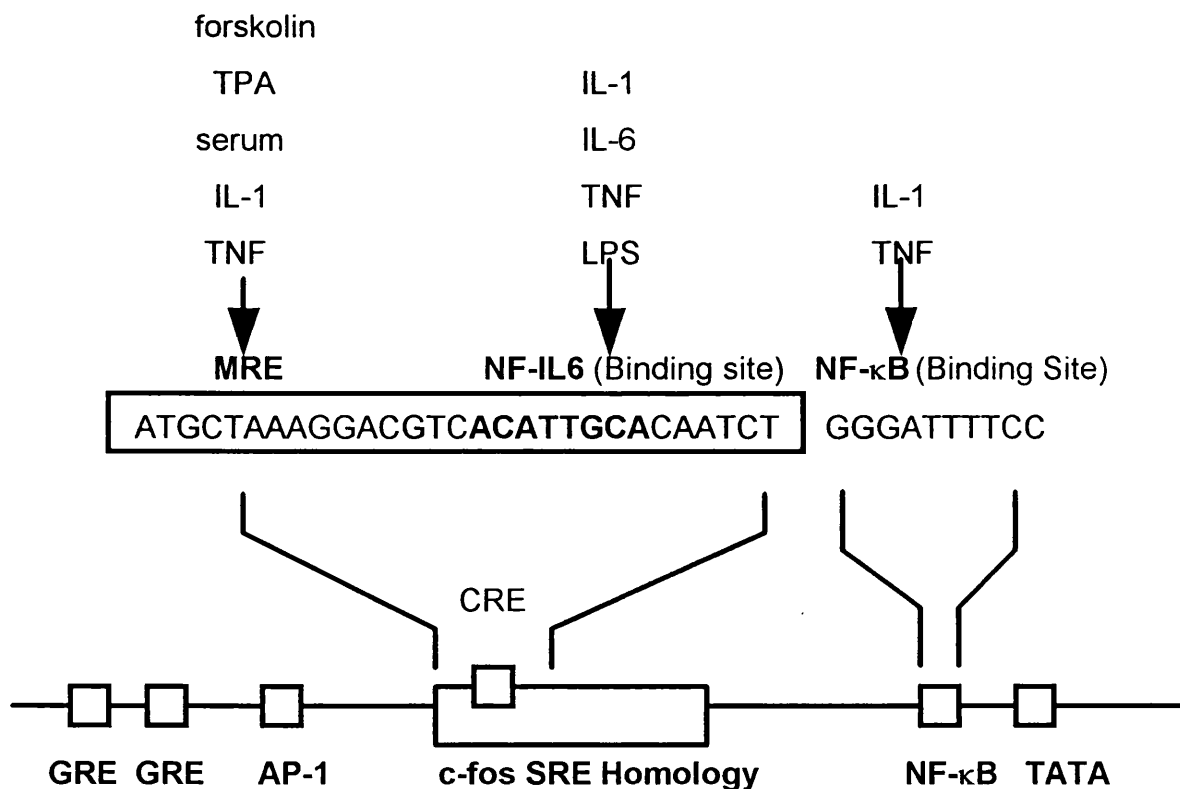 forskolin
TPA IL-1
serum IL-6
IL-1 TNF IL-1
TNF LPS TNF
MRE NF-IL6 (Binding site) NF-κB (Binding Site)
ATGCTAAAGGACGTCACATTGCACAATCT GGGATTTTCC
CRE
GRE GRE AP-1 c-fos SRE Homology NF-κB TATA